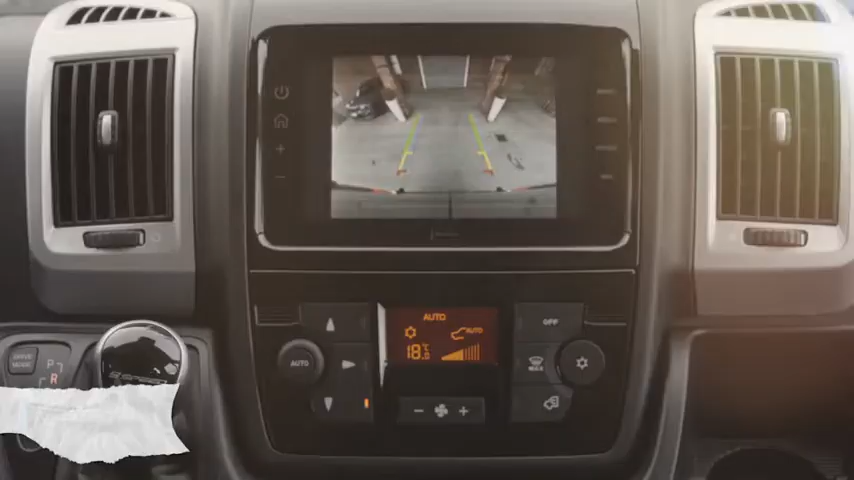 AUTO
AUTO
18.0 °C
OFF
AUTO
MAX
DRIVE
MODE
P
R